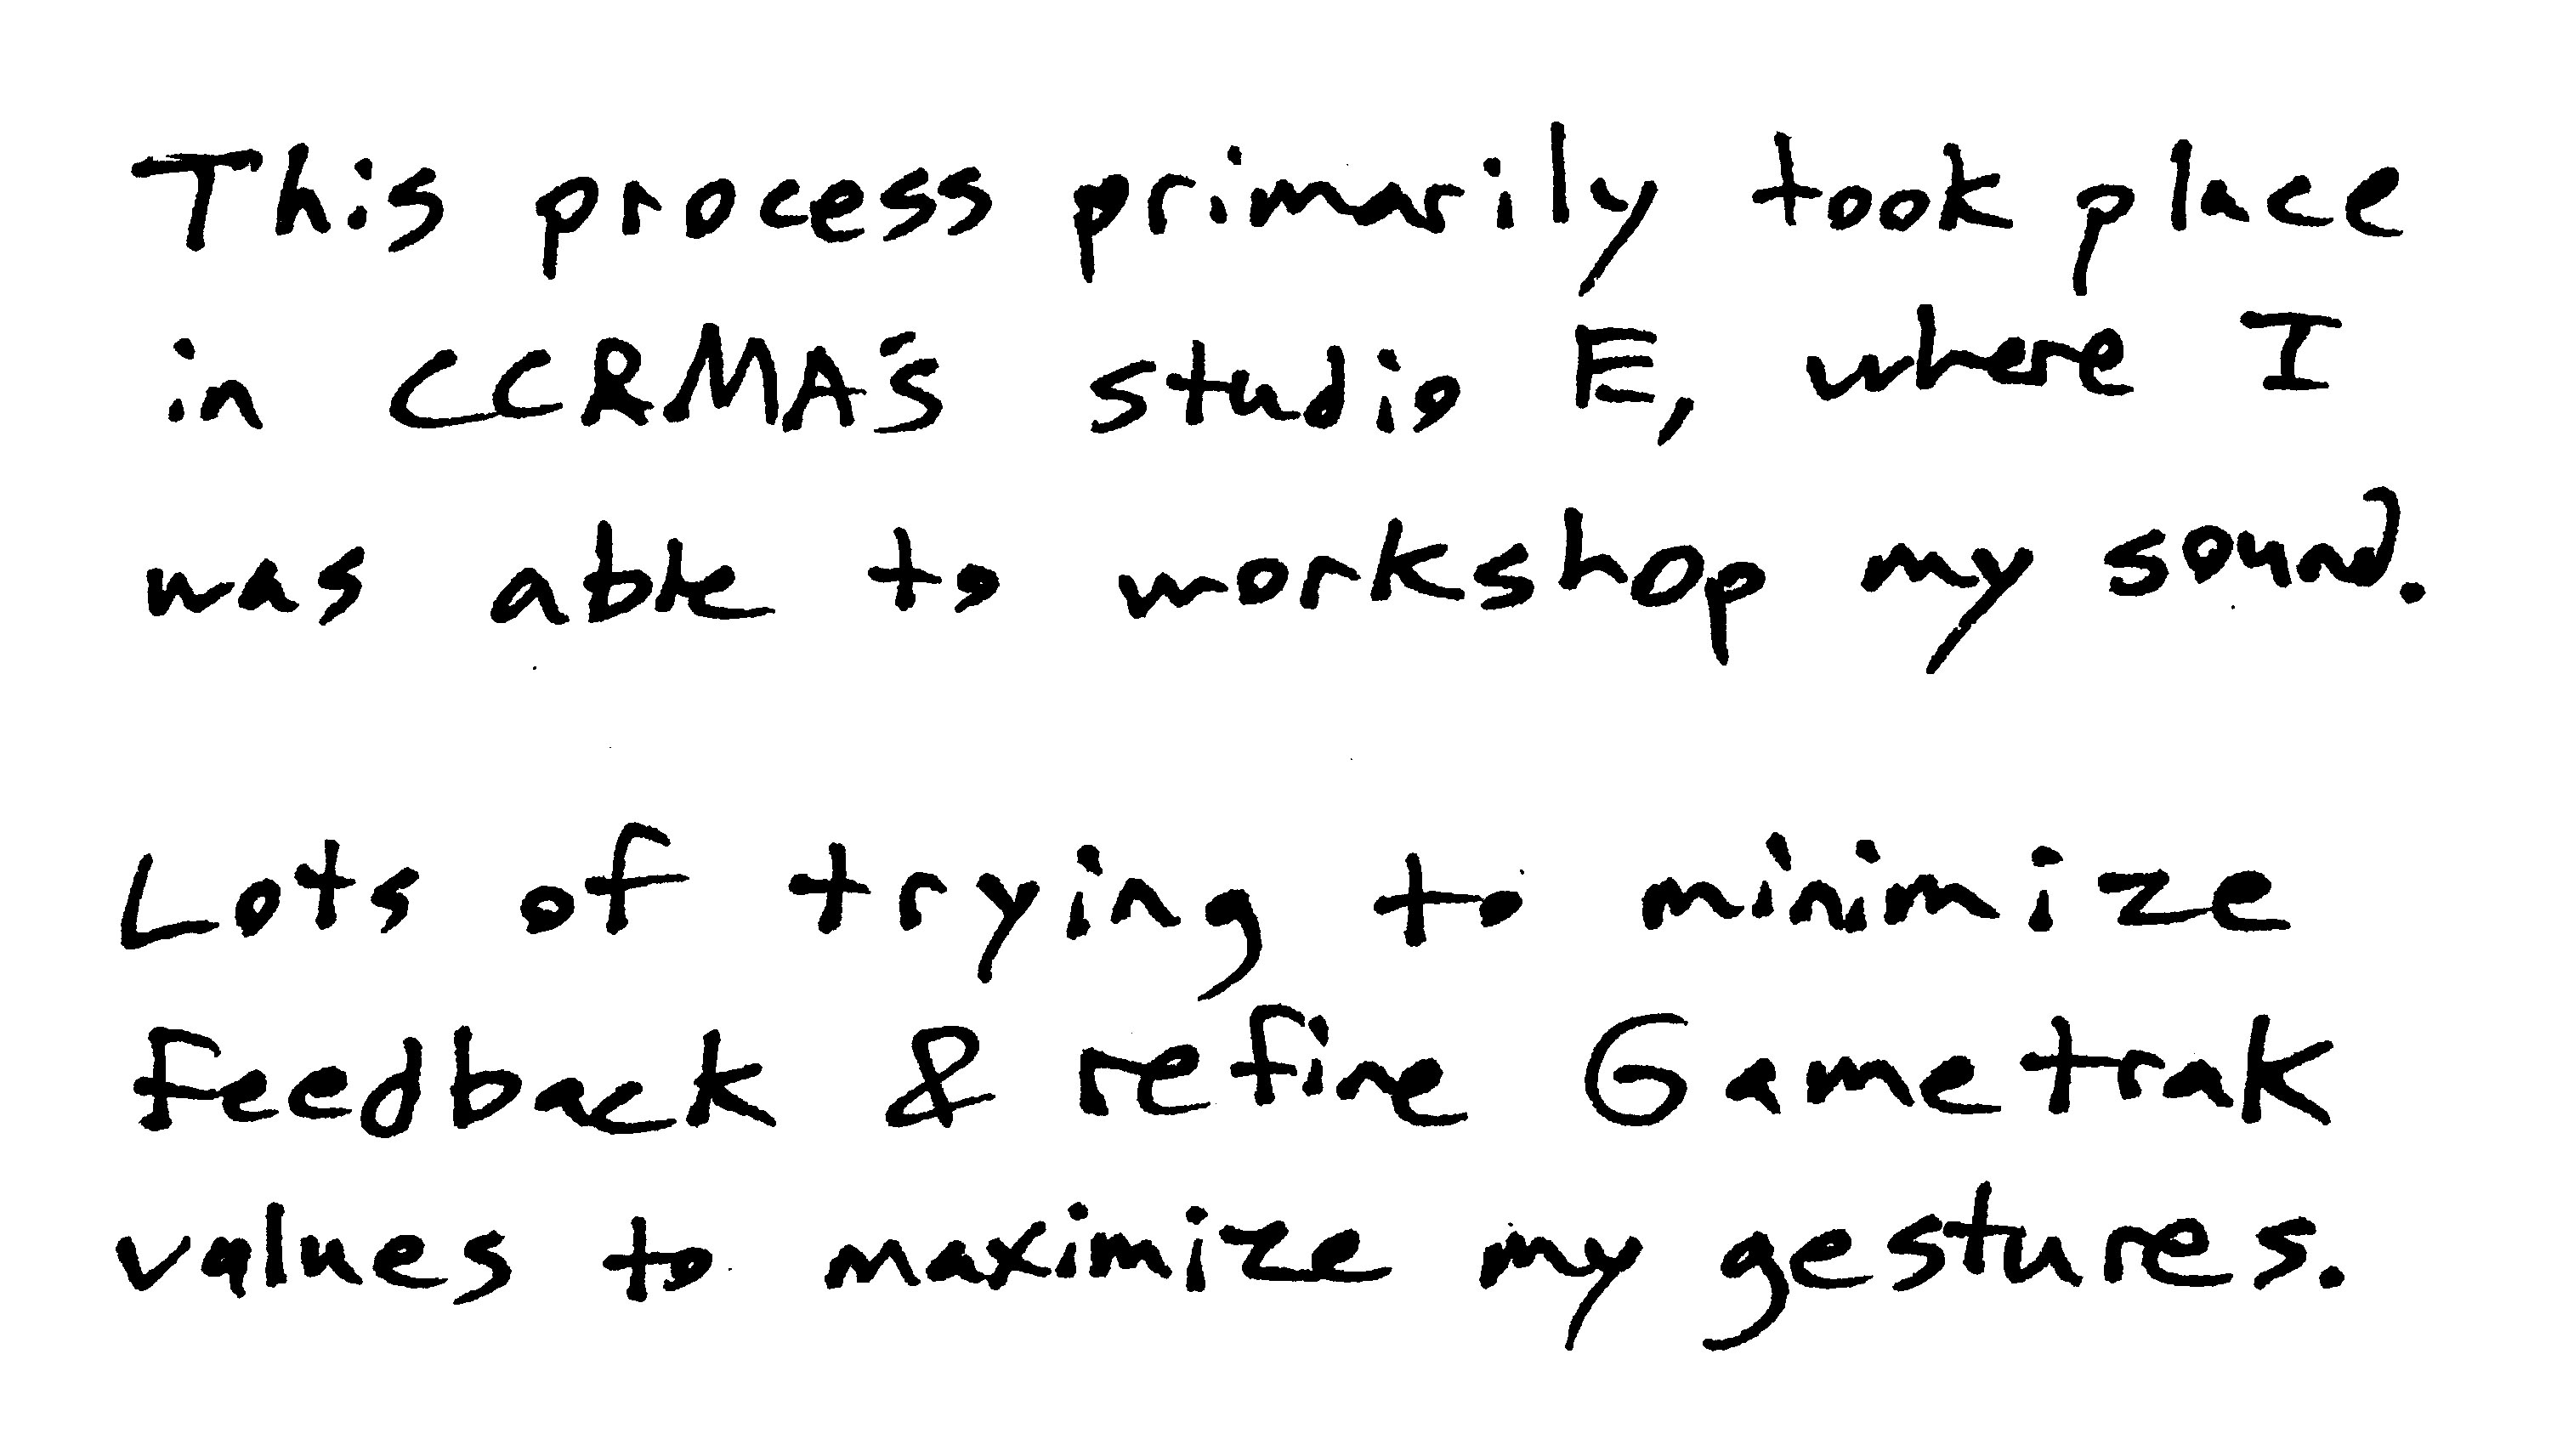 This process primarily took place
in CCRMA's studio E, where I
was able to workshop my sound.
Lots of trying to minimize
feedback & refine Gametrak
values to maximize my gestures.